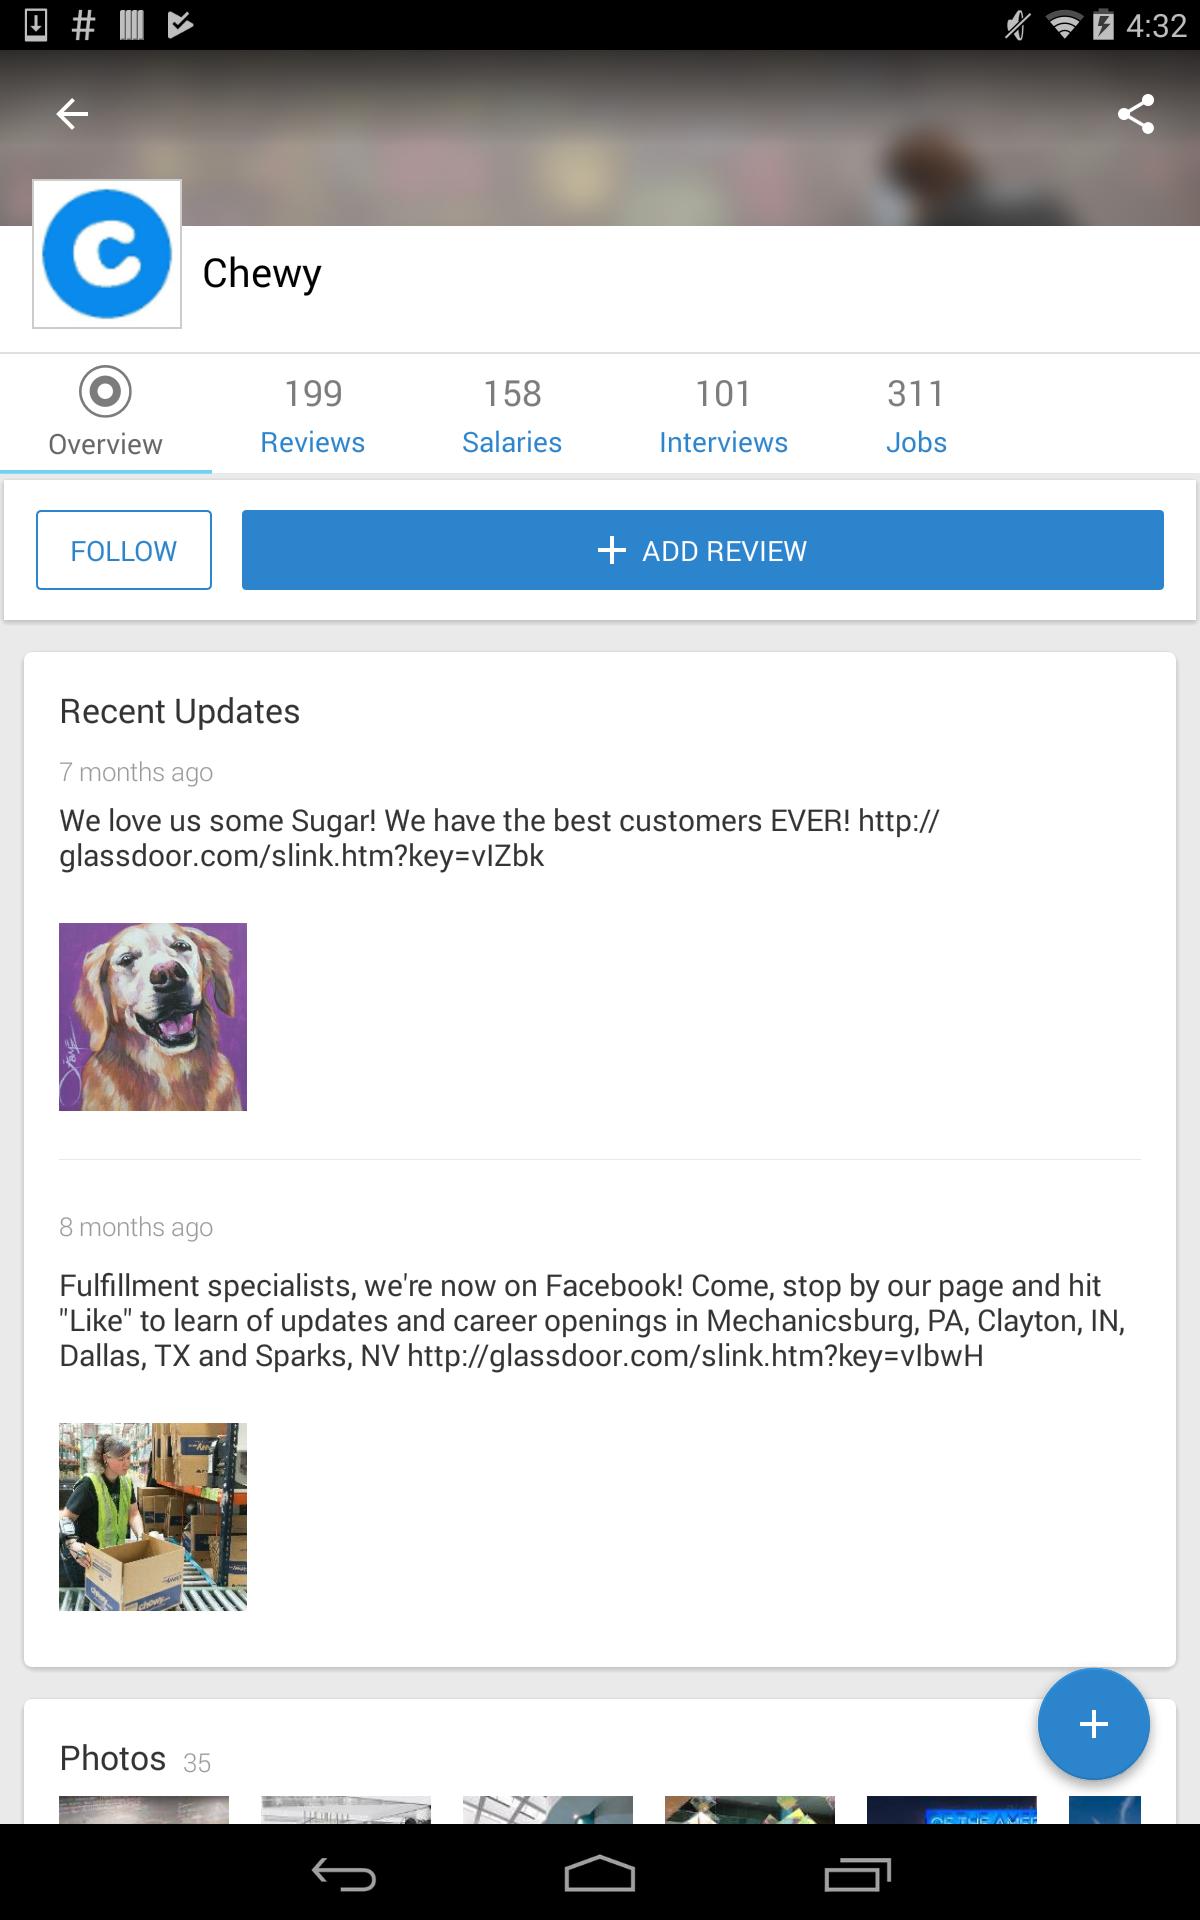 4:32
Chewy
Overview
199
Reviews
158
Salaries
101
Interviews
311
Jobs
FOLLOW
ADD REVIEW
Recent Updates
7 months ago
We love us some Sugar! We have the best customers EVER! http://
glassdoor.com/slink.htm?key=vIZbk
8 months ago
Fulfillment specialists, we're now on Facebook! Come, stop by our page and hit
"Like" to learn of updates and career openings in Mechanicsburg, PA, Clayton, IN,
Dallas, TX and Sparks, NV http://glassdoor.com/slink.htm?key=vIbwH
chewy
Photos 35
OF THE AMER